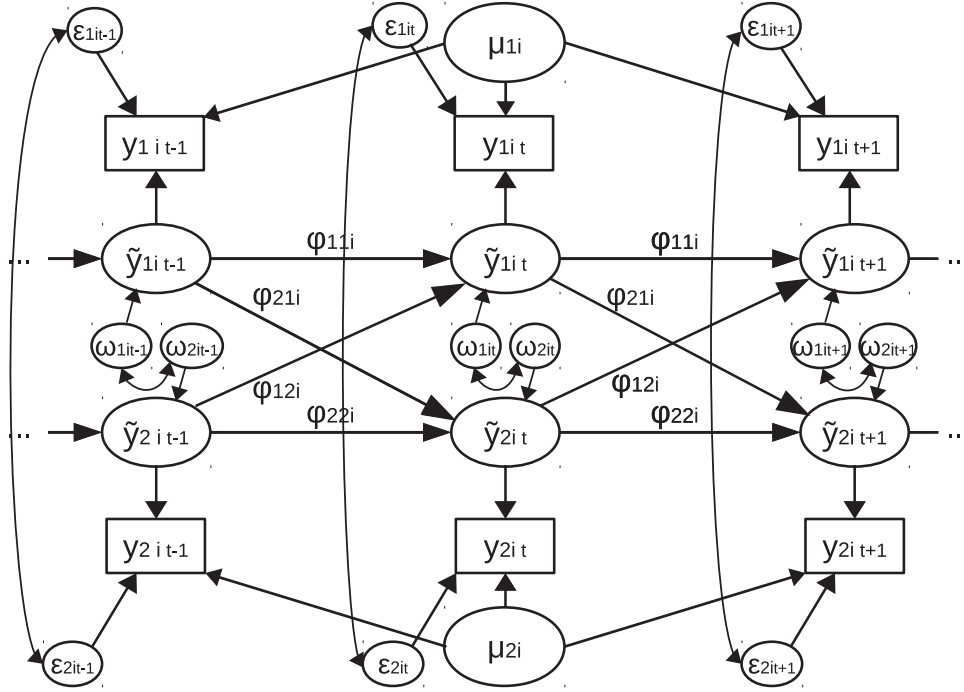 ε1it-1 ε1it μ1i ε1it+1
y1 i t-1 y1i t y1i t+1
φ11i φ11i
... ỹ1i t-1 ỹ1i t ỹ1i t+1 ...
φ21i φ21i
ω1it-1 ω2it-1 ω1it ω2it ω1it+1 ω2it+1
φ12i φ12i
φ22i φ22i
... ỹ2 i t-1 ỹ2i t ỹ2i t+1 ...
y2 i t-1 y2i t y2i t+1
ε2it-1 ε2it μ2i ε2it+1